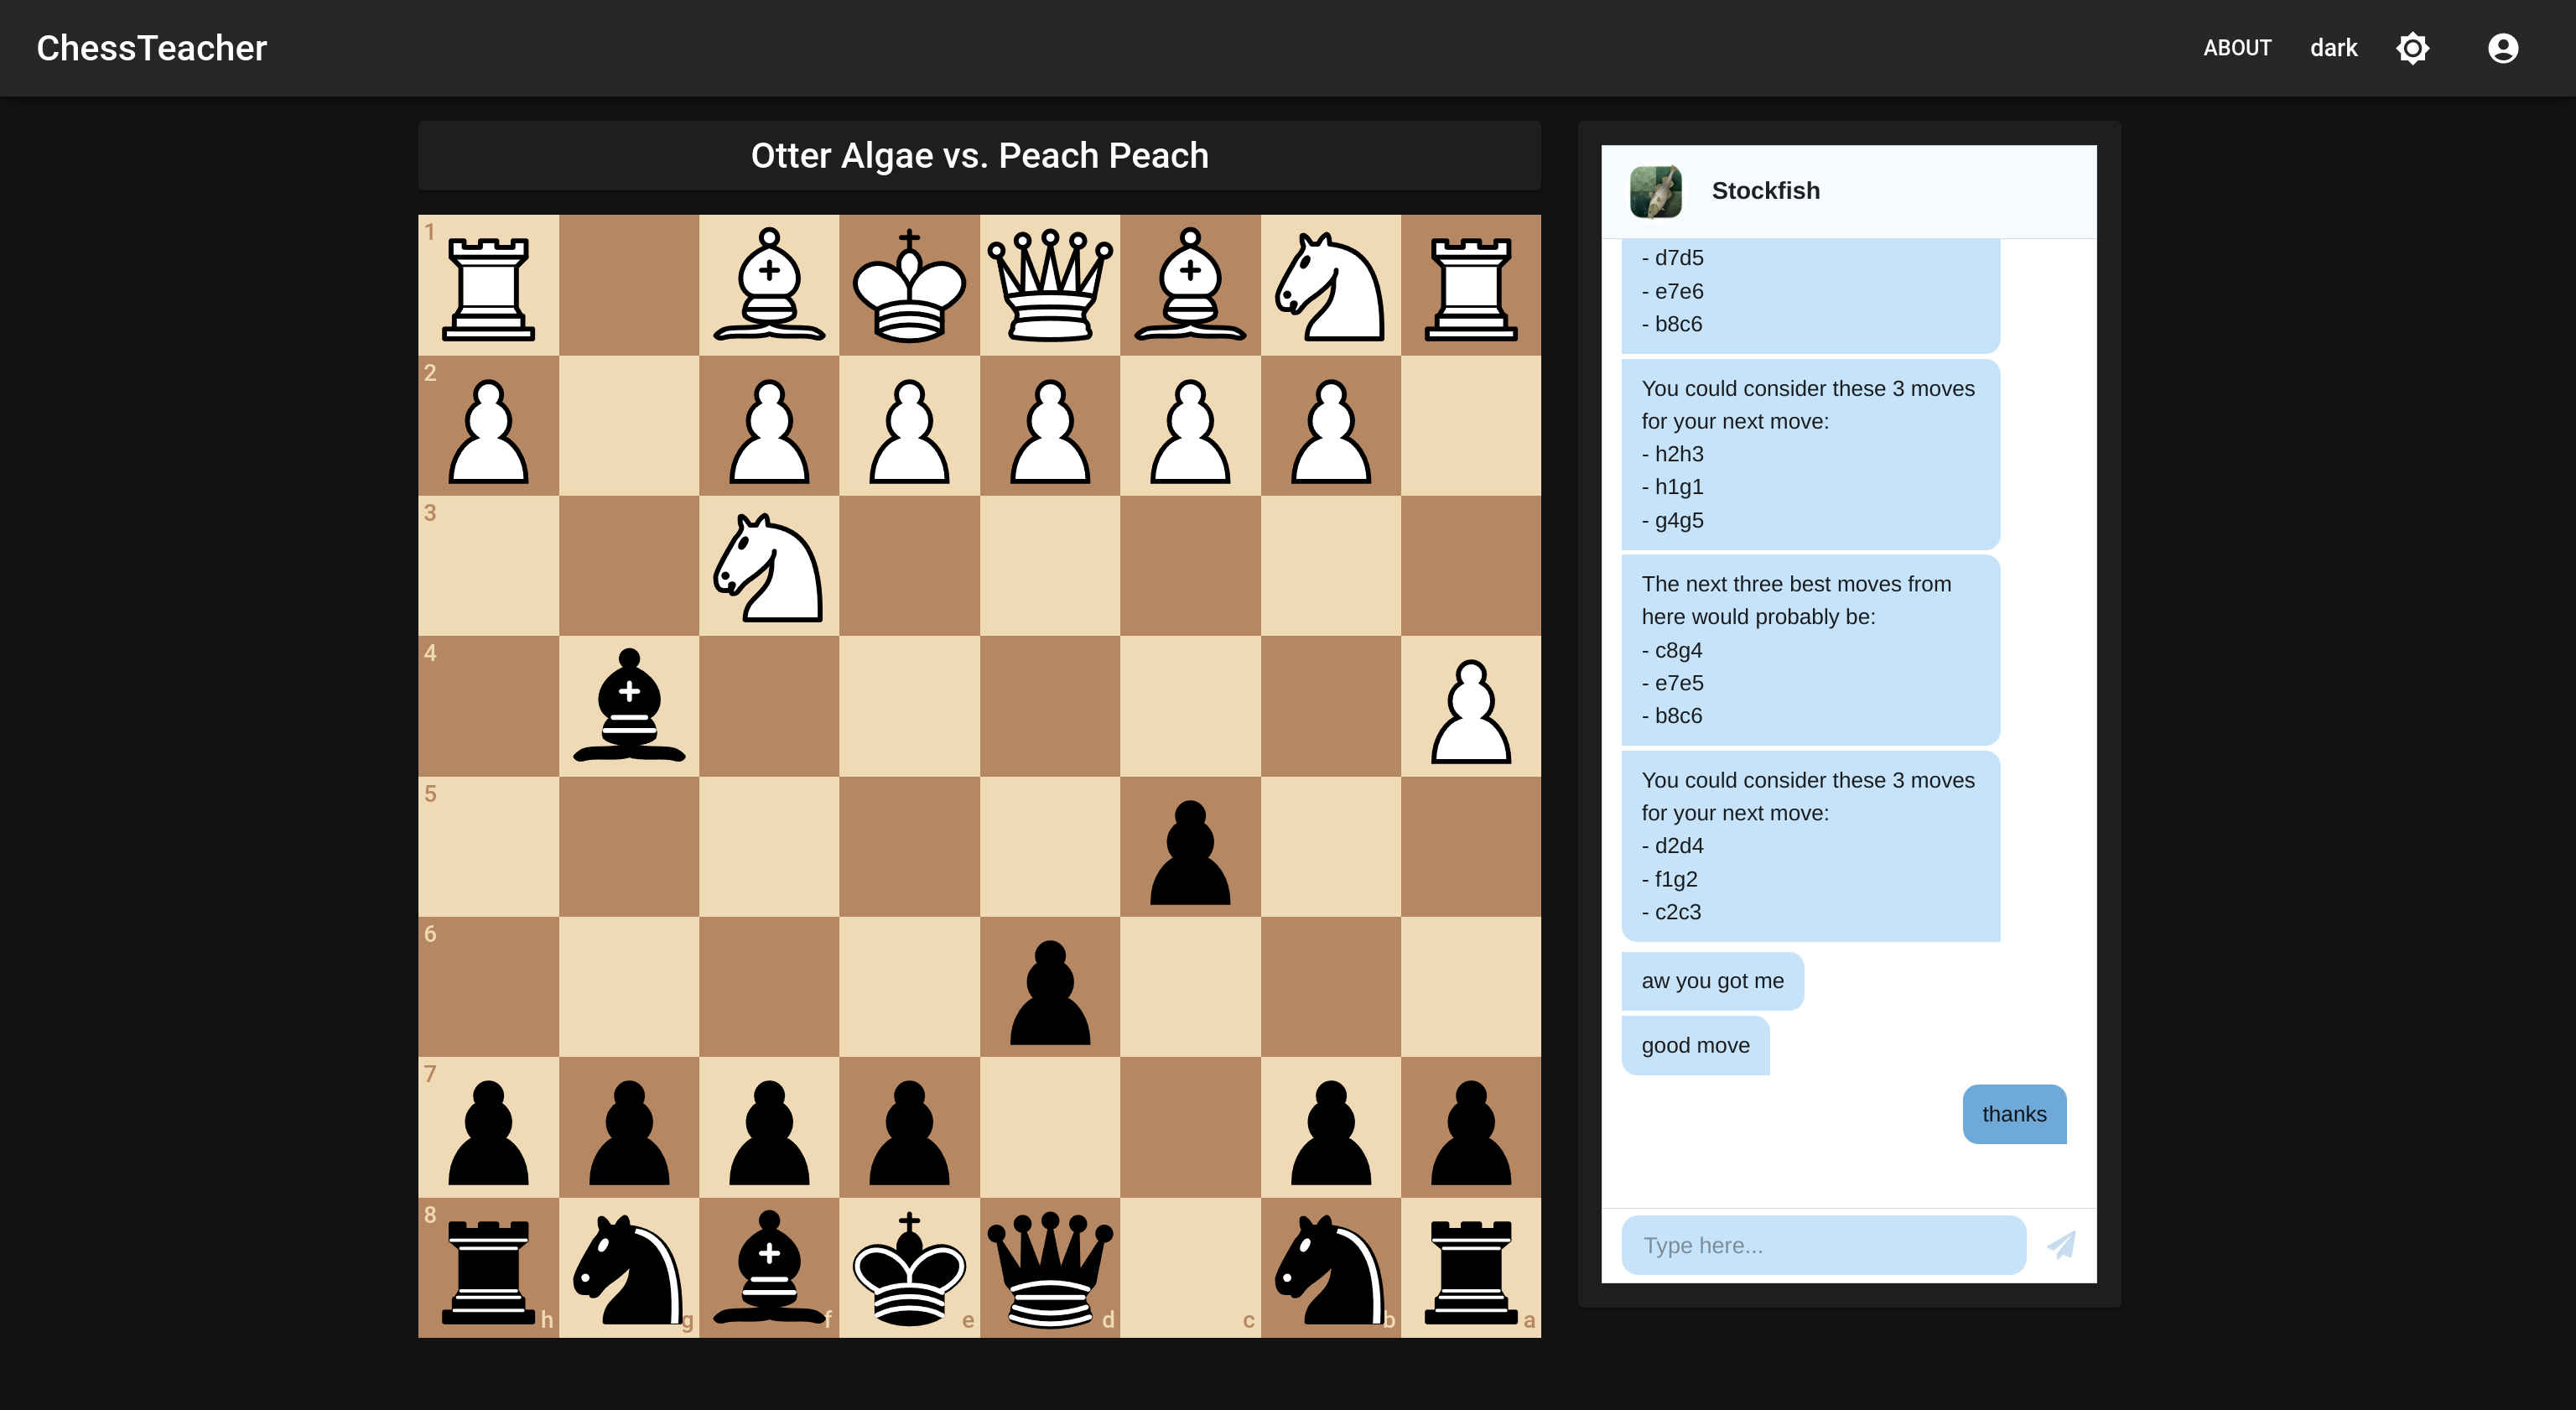 ChessTeacher
ABOUT dark
Otter Algae vs. Peach Peach
1
2
3
4
5
6
7
8
h g f e d c b a
Stockfish
- d7d5
- e7e6
- b8c6
You could consider these 3 moves
for your next move:
- h2h3
- h1g1
- g4g5
The next three best moves from
here would probably be:
- c8g4
- e7e5
- b8c6
You could consider these 3 moves
for your next move:
- d2d4
- f1g2
- c2c3
aw you got me
good move
thanks
Type here...